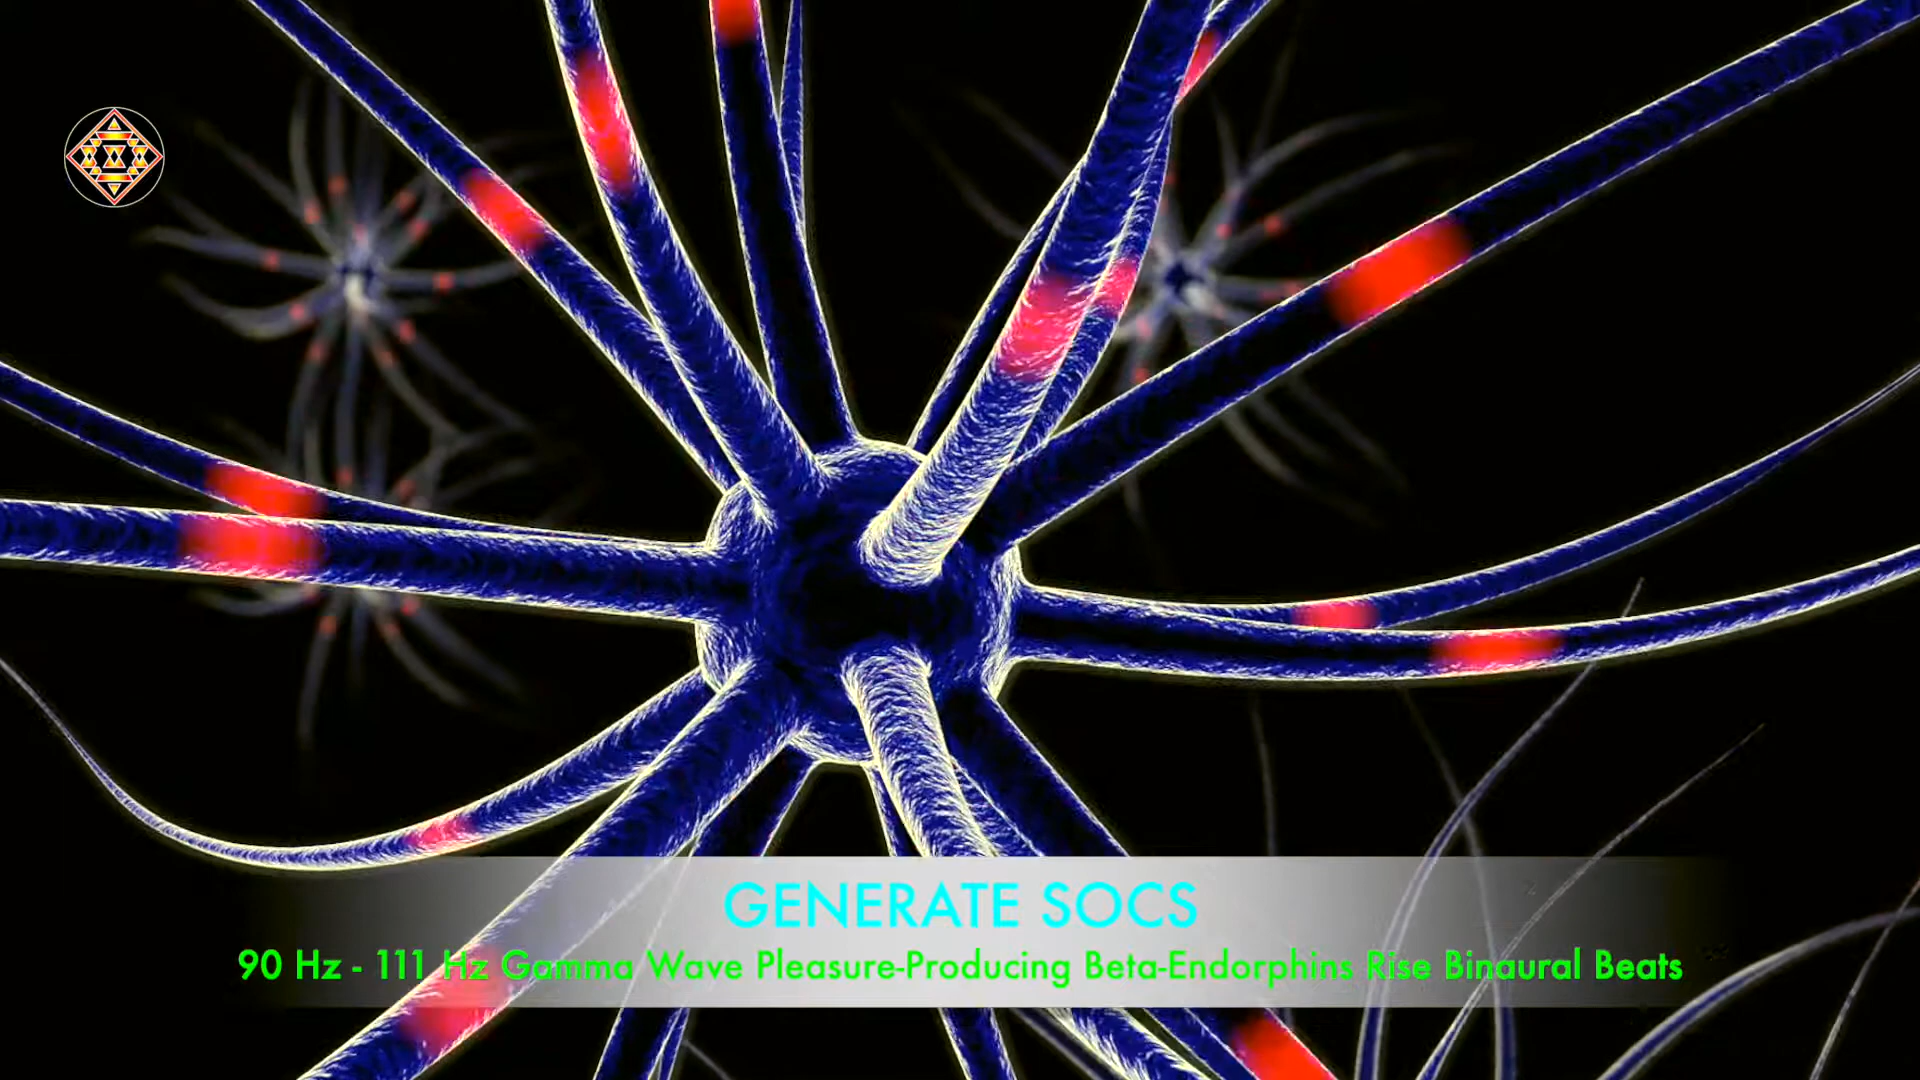 GENERATE SOCS
90 Hz - 111 Hz Gamma Wave Pleasure-Producing Beta-Endorphins Rise Binaural Beats